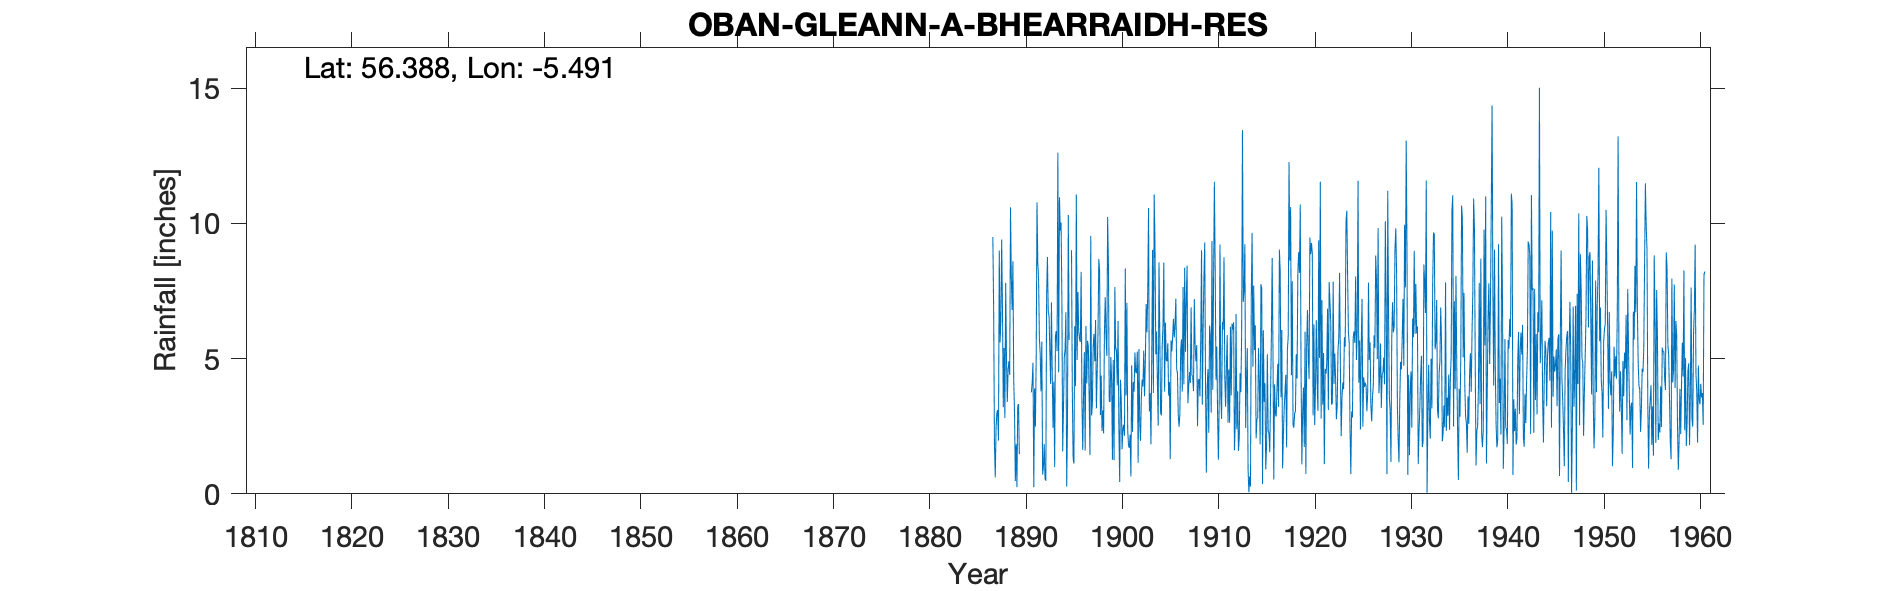 OBAN-GLEANN-A-BHEARRAIDH-RES
Lat: 56.388, Lon: -5.491
15
10
5
0
Rainfall [inches]
1810 1820 1830 1840 1850 1860 1870 1880 1890 1900 1910 1920 1930 1940 1950 1960
Year